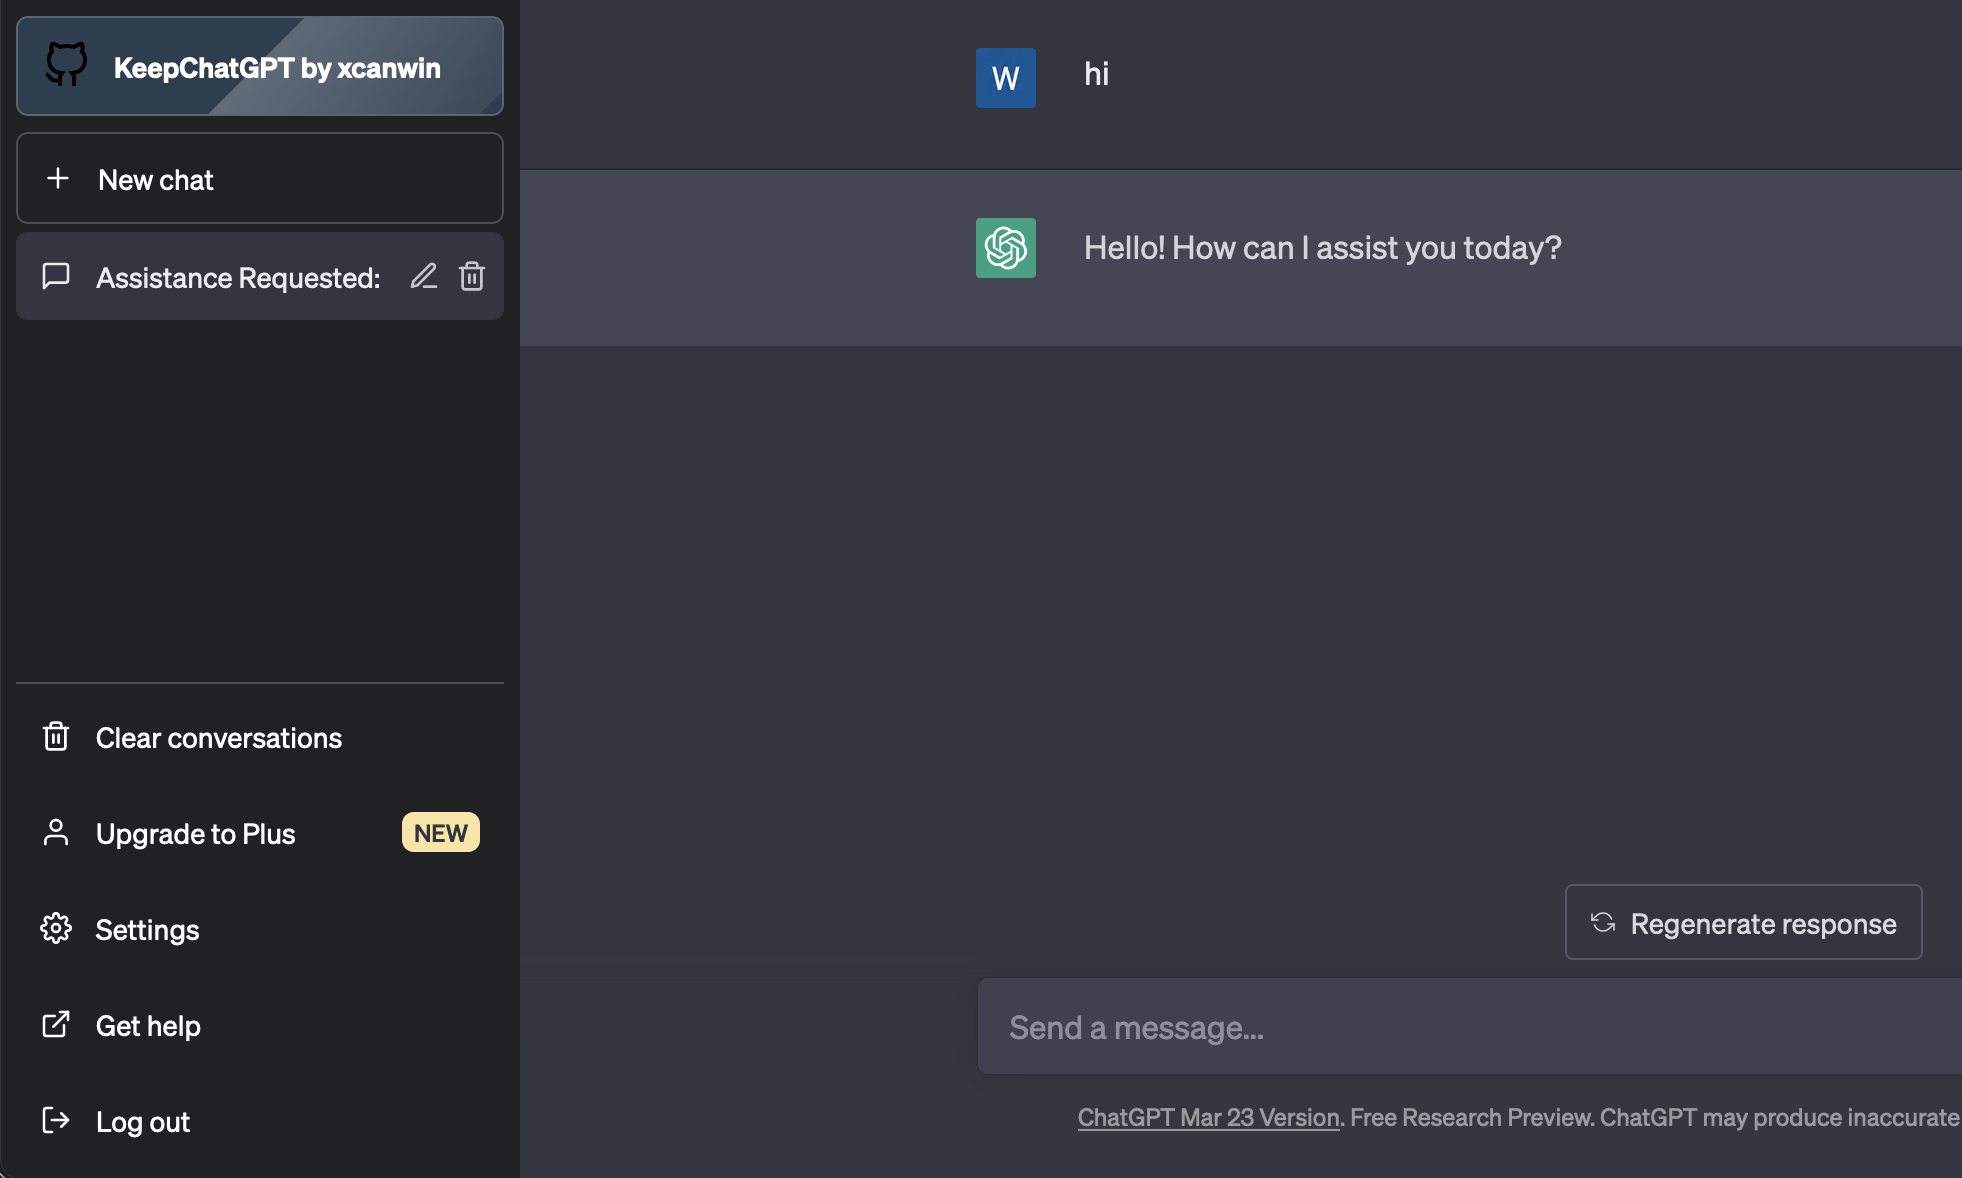 KeepChatGPT by xcanwin
New chat
Assistance Requested:
Clear conversations
Upgrade to Plus NEW
Settings
Get help
Log out
W hi
Hello! How can I assist you today?
Regenerate response
Send a message...
ChatGPT Mar 23 Version. Free Research Preview. ChatGPT may produce inaccurate